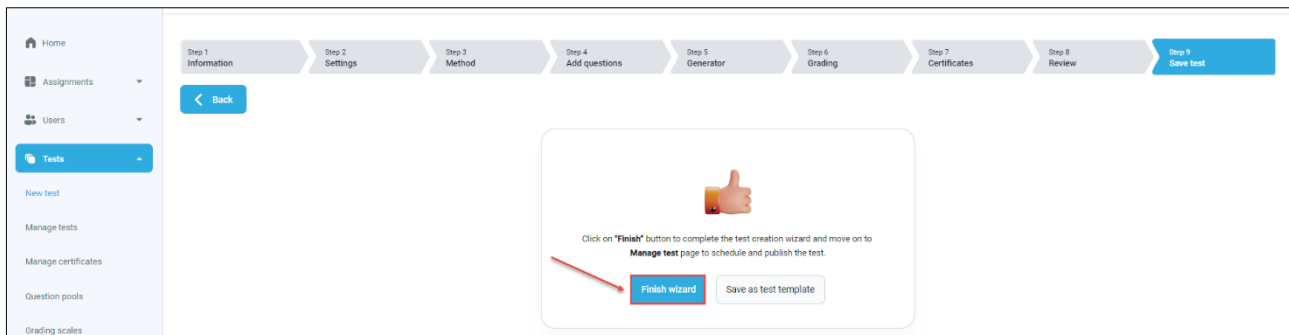 Home
Assignments
Users
Tests
New test
Manage tests
Manage certificates
Question pools
Grading scales
Step 1
Information
Step 2
Settings
Step 3
Method
Step 4
Add questions
Step 5
Generator
Step 6
Grading
Step 7
Certificates
Step 8
Review
Step 9
Save test
Back
Click on "Finish" button to complete the test creation wizard and move on to
Manage test page to schedule and publish the test.
Finish wizard
Save as test template